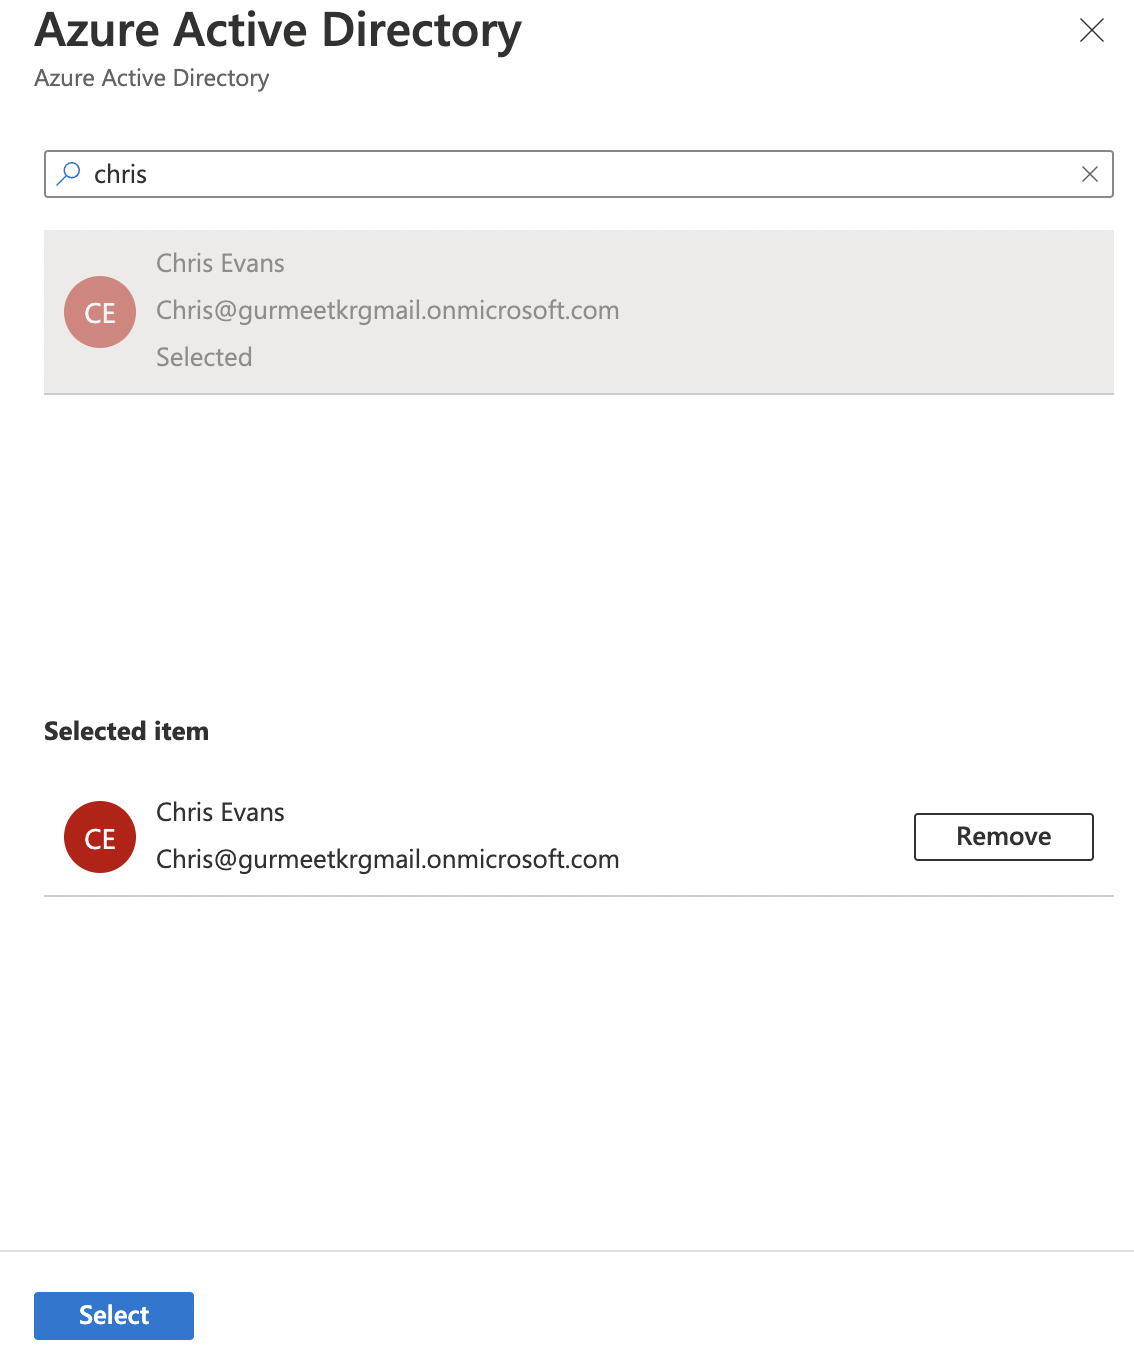 Azure Active Directory
Azure Active Directory
chris
Chris Evans
CE
Chris@gurmeetkrgmail.onmicrosoft.com
Selected
Selected item
Chris Evans
CE
Chris@gurmeetkrgmail.onmicrosoft.com
Remove
Select